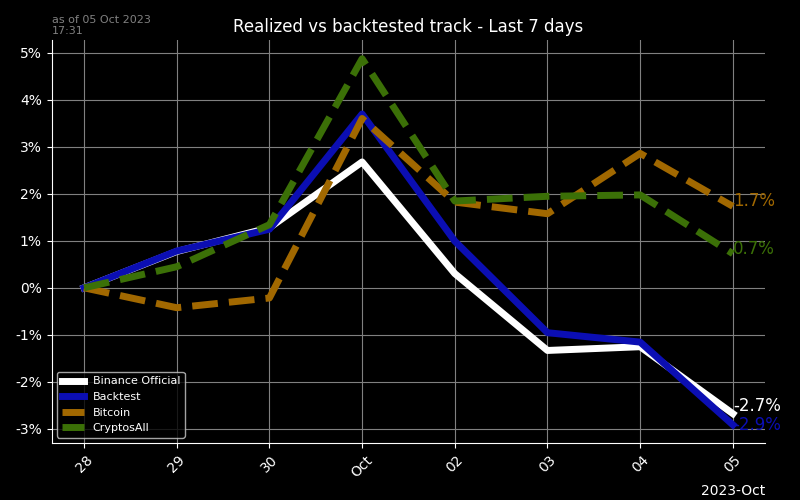 as of 05 Oct 2023
17:31
Realized vs backtested track - Last 7 days
5%
4%
3%
2%
1%
0%
-1%
-2%
-3%
1.7%
0.7%
-2.7%
-2.9%
Binance Official
Backtest
Bitcoin
CryptosAll
28
29
30
Oct
02
03
04
05
2023-Oct